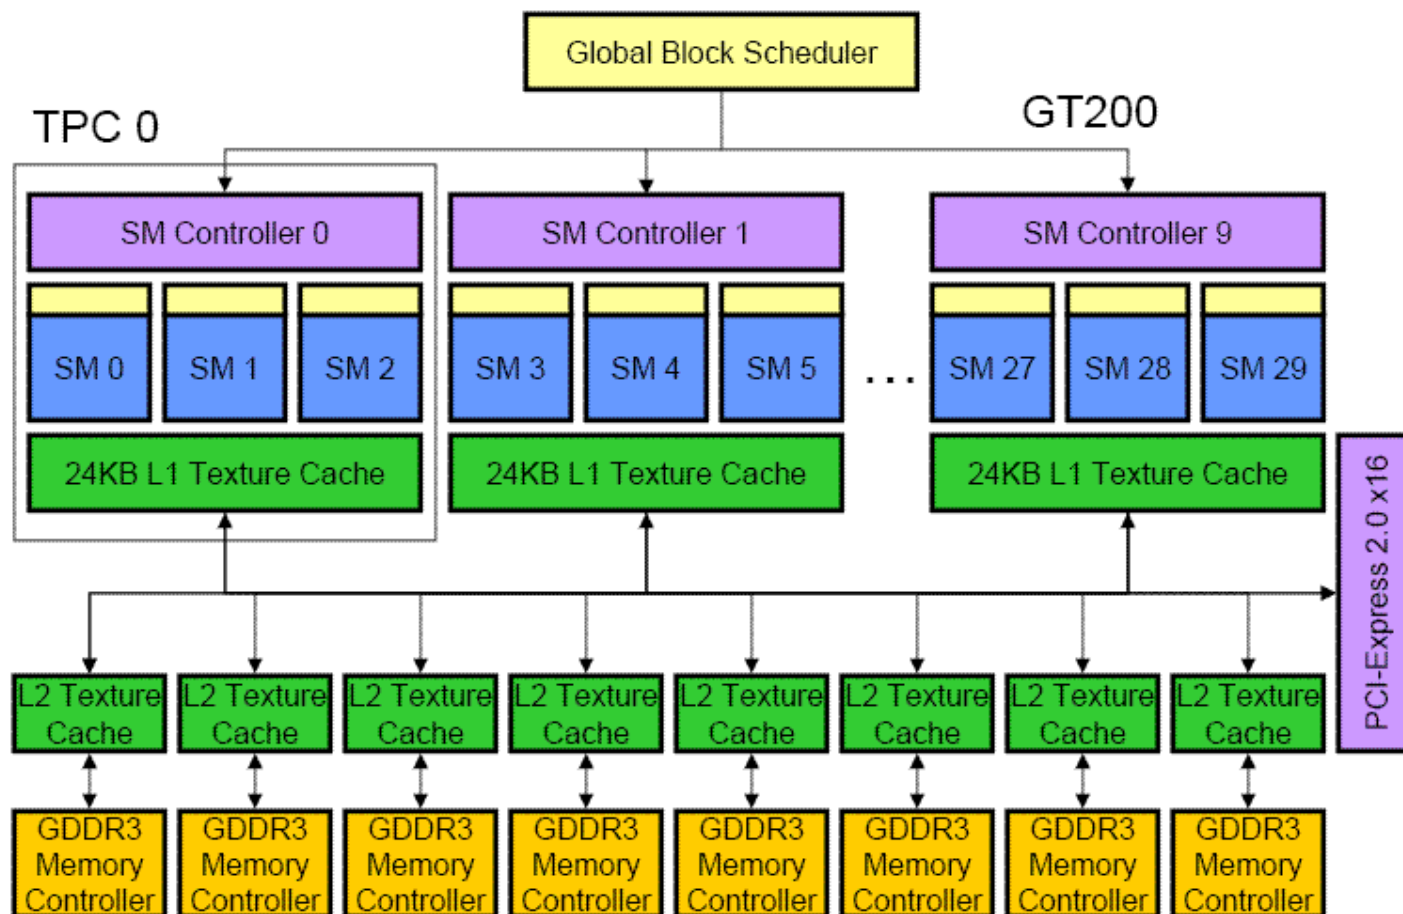 Global Block Scheduler
TPC 0
GT200
SM Controller 0
SM Controller 1
SM Controller 9
SM 0
SM 1
SM 2
SM 3
SM 4
SM 5
...
SM 27
SM 28
SM 29
24KB L1 Texture Cache
24KB L1 Texture Cache
24KB L1 Texture Cache
PCI-Express 2.0 x16
L2 Texture
Cache
L2 Texture
Cache
L2 Texture
Cache
L2 Texture
Cache
L2 Texture
Cache
L2 Texture
Cache
L2 Texture
Cache
L2 Texture
Cache
GDDR3
Memory
Controller
GDDR3
Memory
Controller
GDDR3
Memory
Controller
GDDR3
Memory
Controller
GDDR3
Memory
Controller
GDDR3
Memory
Controller
GDDR3
Memory
Controller
GDDR3
Memory
Controller